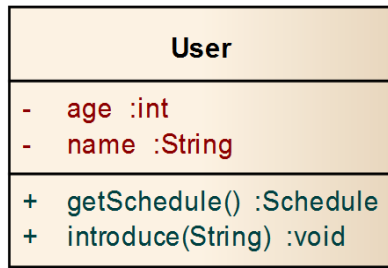 User
- age :int
- name :String
+ getSchedule() :Schedule
+ introduce(String) :void